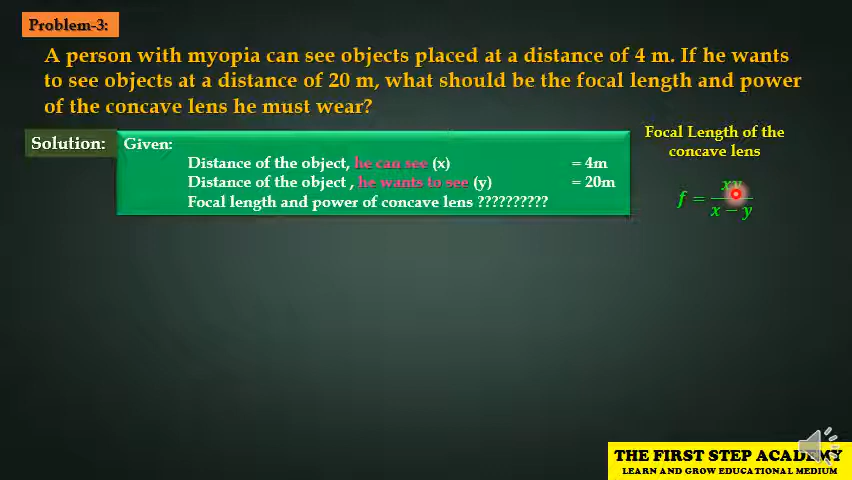 Problem-3:
A person with myopia can see objects placed at a distance of 4 m. If he wants
to see objects at a distance of 20 m, what should be the focal length and power
of the concave lens he must wear?
Solution:
Given:
Distance of the object, he can see (x) = 4m
Distance of the object , he wants to see (y) = 20m
Focal length and power of concave lens ??????????
Focal Length of the
concave lens
f = xy
x − y
THE FIRST STEP ACADEMY
LEARN AND GROW EDUCATIONAL MEDIUM